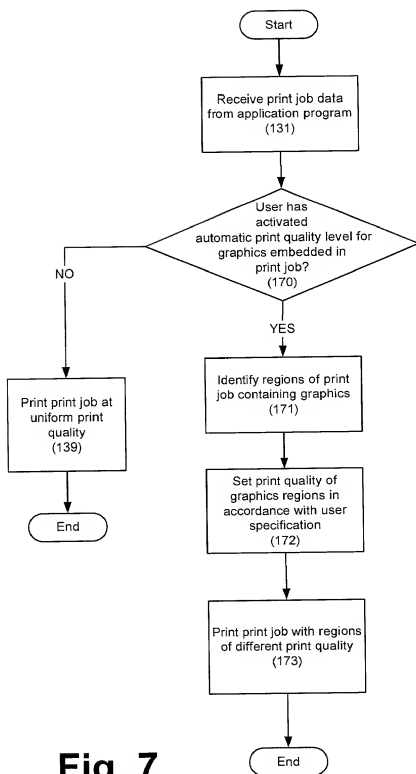 Start
Receive print job data
from application program
(131)
User has
activated
automatic print quality level for
graphics embedded in
print job?
(170)
NO
YES
Print print job at
uniform print
quality
(139)
End
Identify regions of print
job containing graphics
(171)
Set print quality of
graphics regions in
accordance with user
specification
(172)
Print print job with regions
of different print quality
(173)
End
Fig. 7